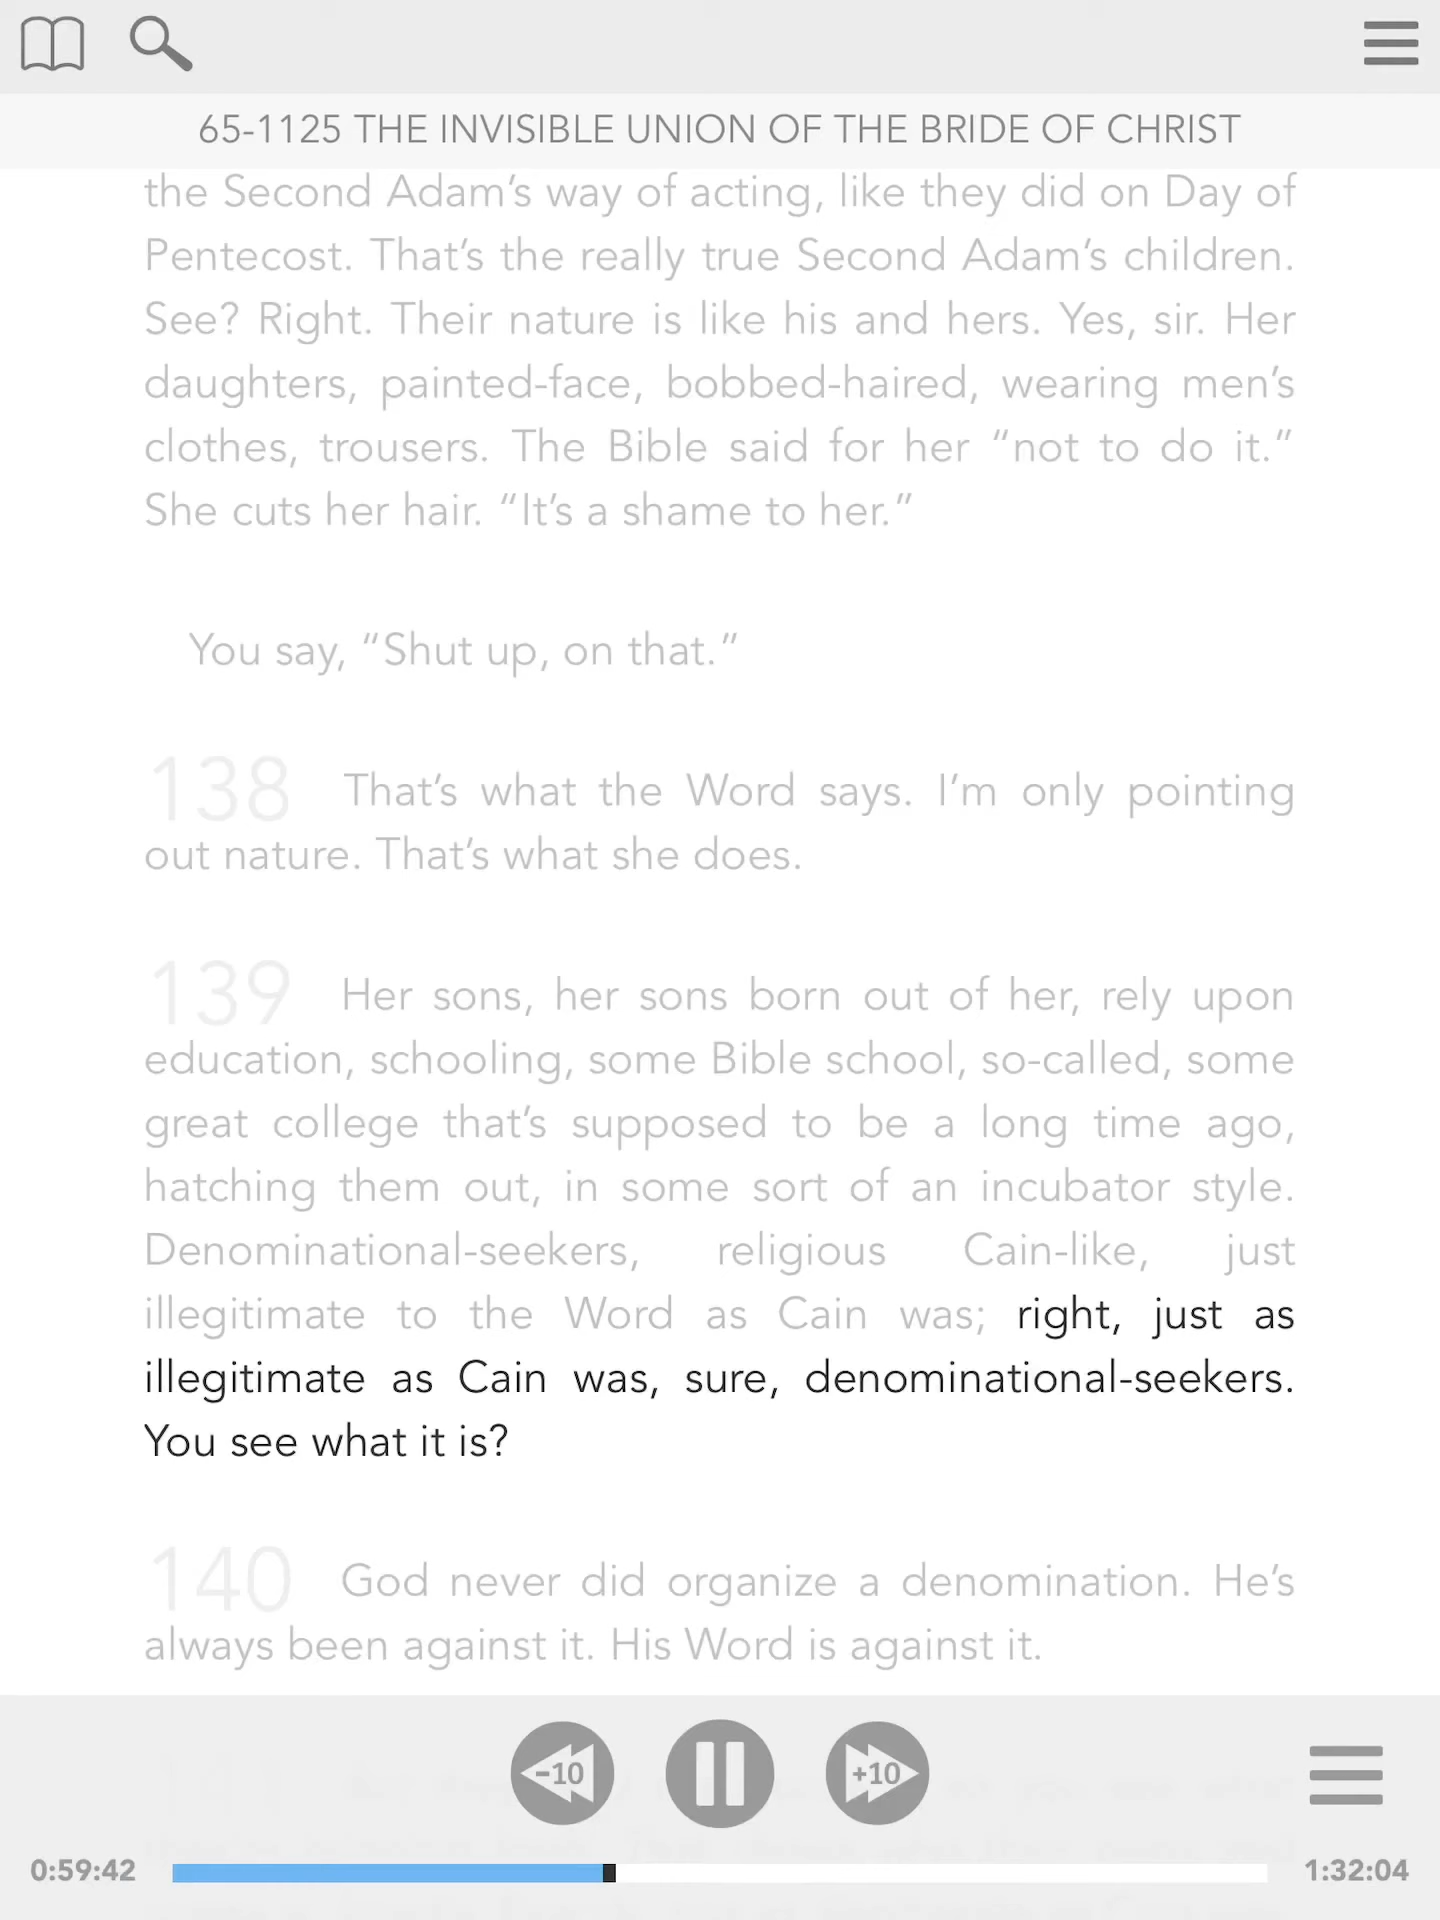 65-1125 THE INVISIBLE UNION OF THE BRIDE OF CHRIST
the Second Adam’s way of acting, like they did on Day of
Pentecost. That’s the really true Second Adam’s children.
See? Right. Their nature is like his and hers. Yes, sir. Her
daughters, painted-face, bobbed-haired, wearing men’s
clothes, trousers. The Bible said for her “not to do it.”
She cuts her hair. “It’s a shame to her.”
You say, “Shut up, on that.”
138 That’s what the Word says. I’m only pointing
out nature. That’s what she does.
139 Her sons, her sons born out of her, rely upon
education, schooling, some Bible school, so-called, some
great college that’s supposed to be a long time ago,
hatching them out, in some sort of an incubator style.
Denominational-seekers, religious Cain-like, just
illegitimate to the Word as Cain was; right, just as
illegitimate as Cain was, sure, denominational-seekers.
You see what it is?
140 God never did organize a denomination. He’s
always been against it. His Word is against it.
-10 +10
0:59:42 1:32:04